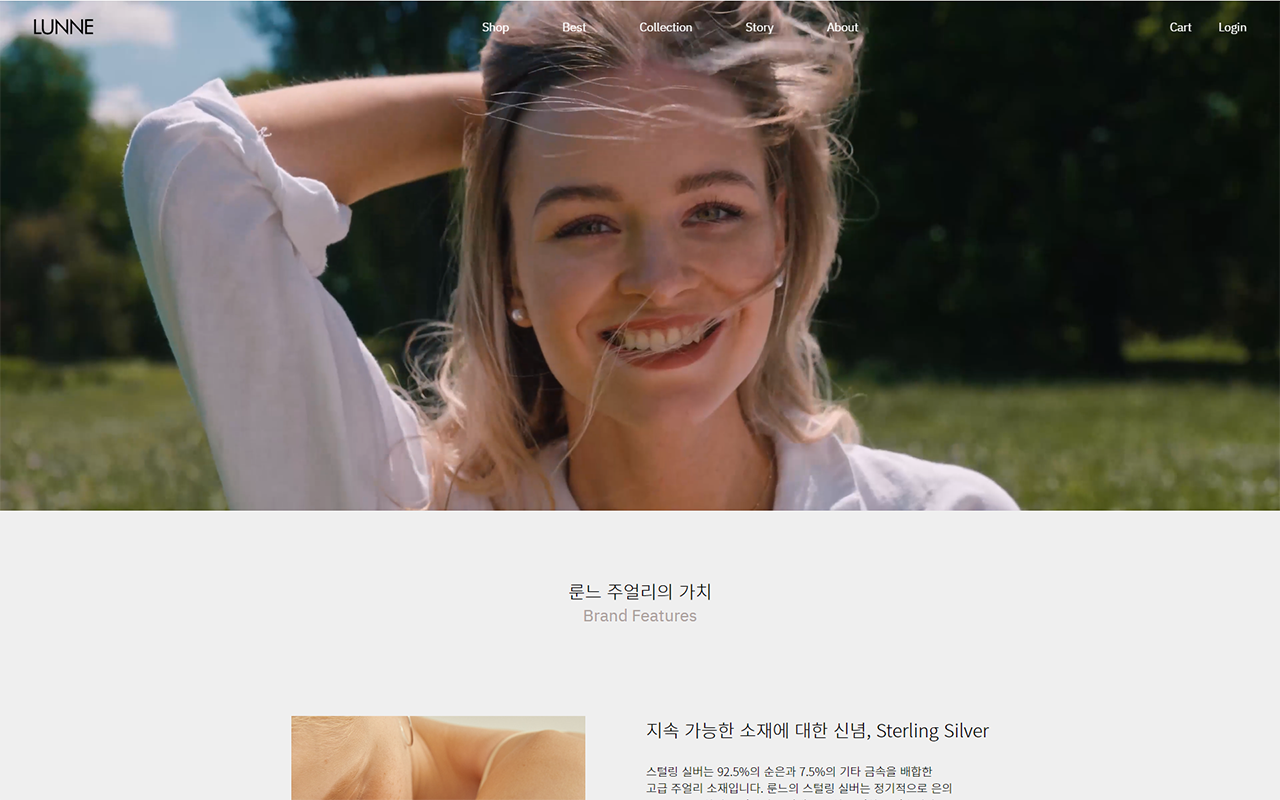 LUNNE
Shop
Best
Collection
Story
About
Cart
Login
룬느 주얼리의 가치
Brand Features
지속 가능한 소재에 대한 신념, Sterling Silver
스털링 실버는 92.5%의 순은과 7.5%의 기타 금속을 배합한
고급 주얼리 소재입니다. 룬느의 스털링 실버는 정기적으로 은의